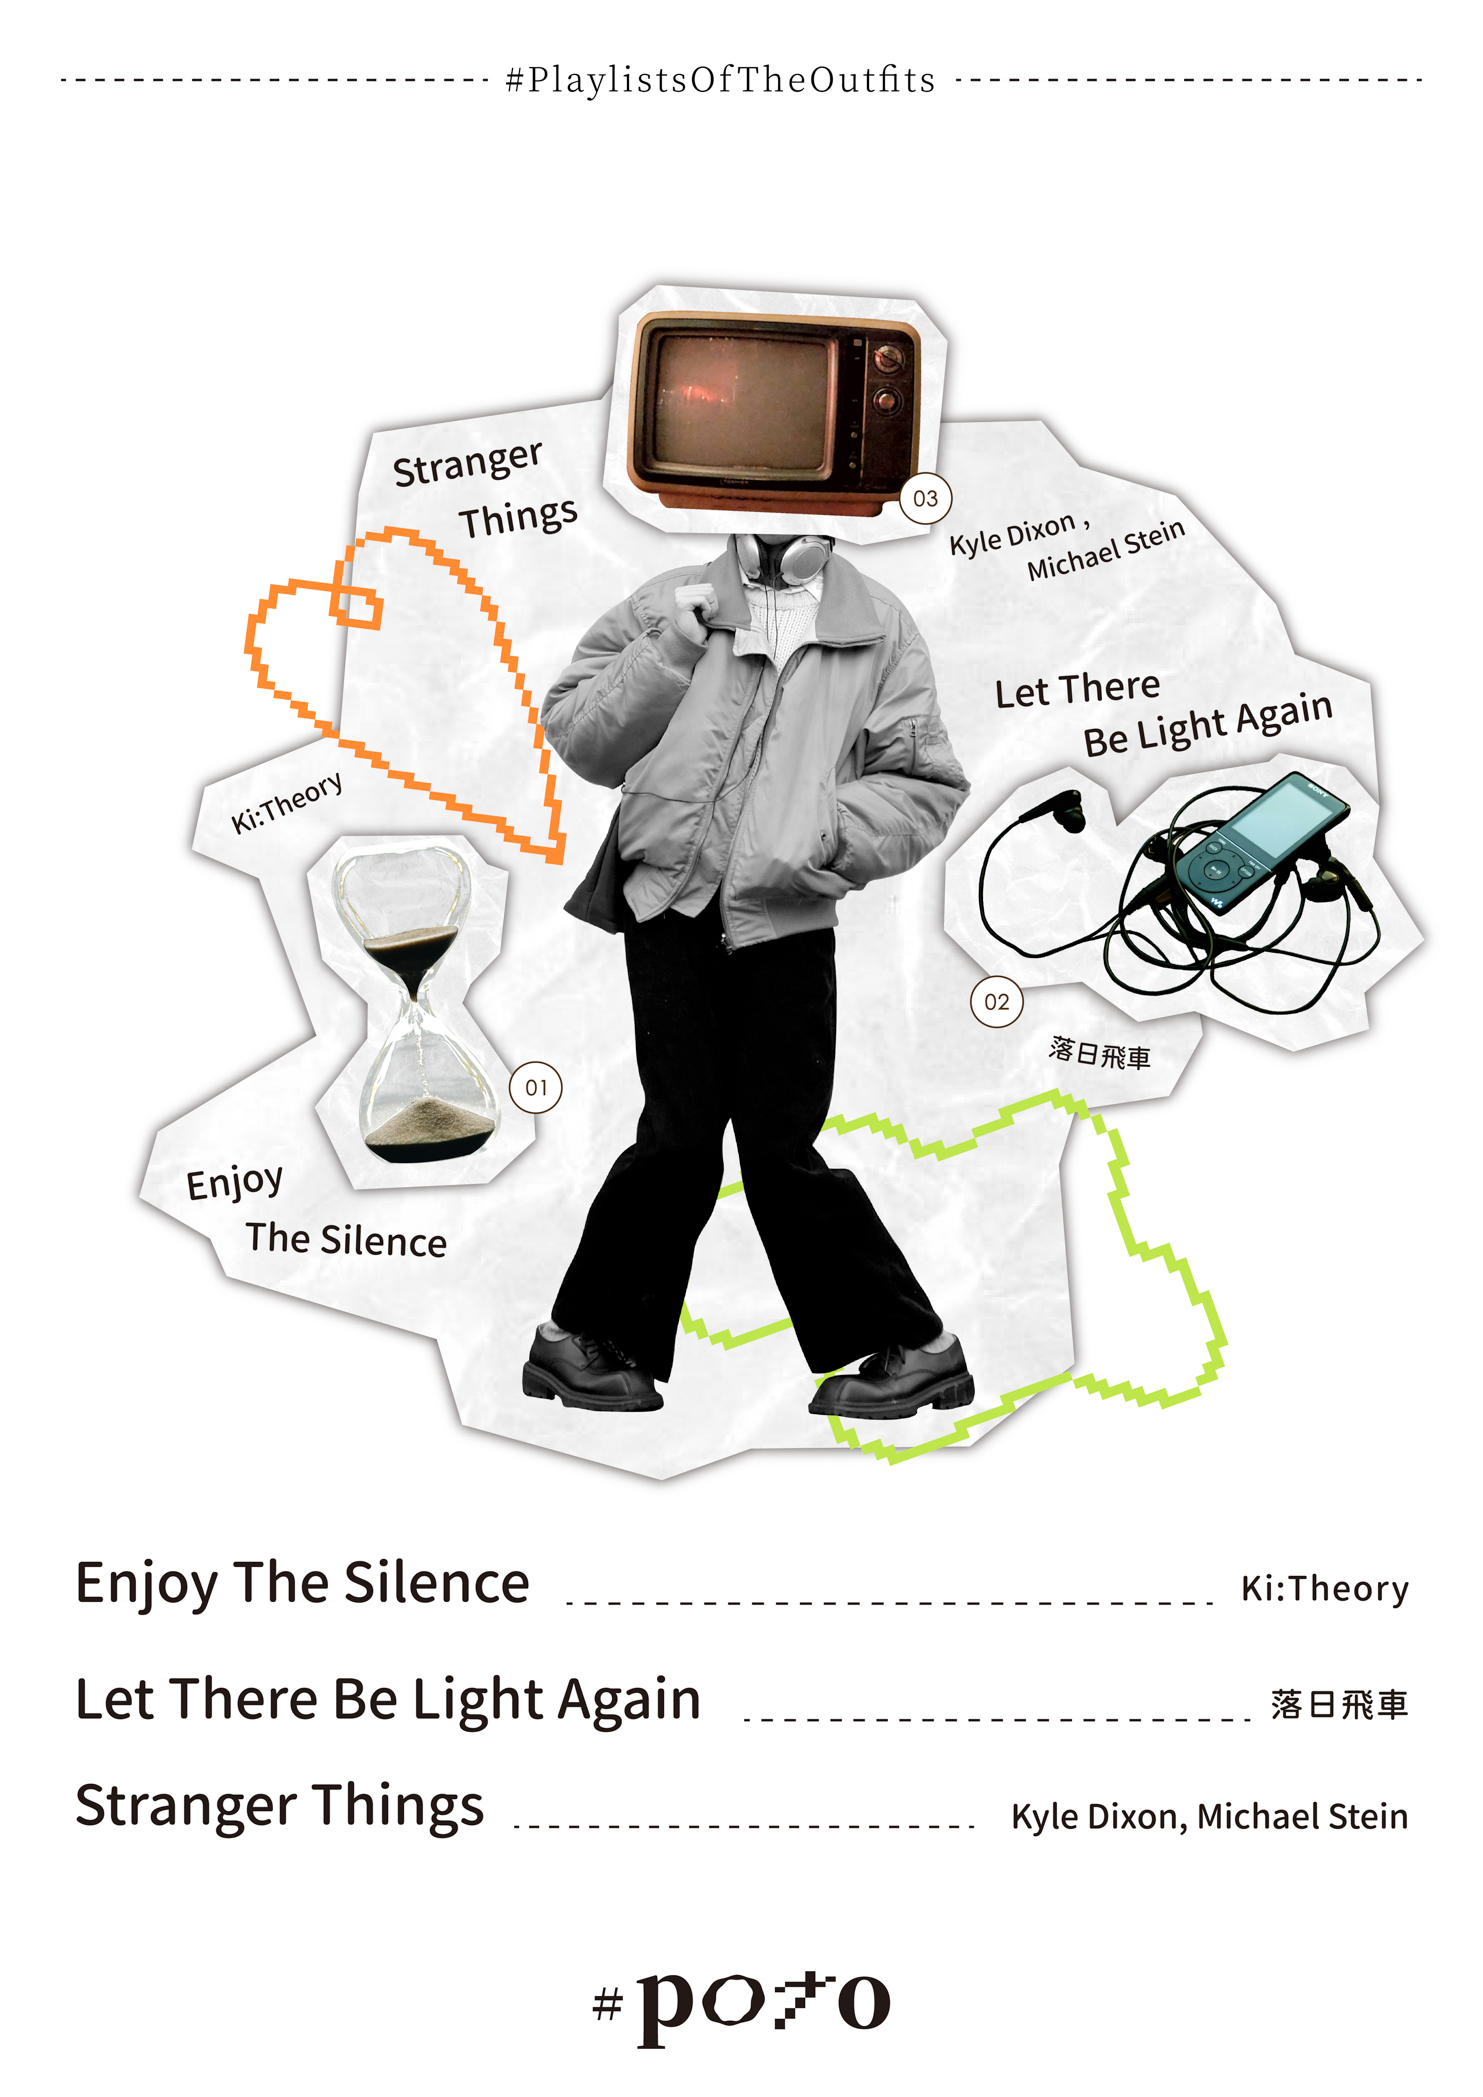 #PlaylistsOfTheOutfits
Stranger
Things
03
Kyle Dixon ,
Michael Stein
Let There
Be Light Again
Ki:Theory
SONY
01
02
落日飛車
Enjoy
The Silence
Enjoy The Silence Ki:Theory
Let There Be Light Again 落日飛車
Stranger Things Kyle Dixon, Michael Stein
#poto